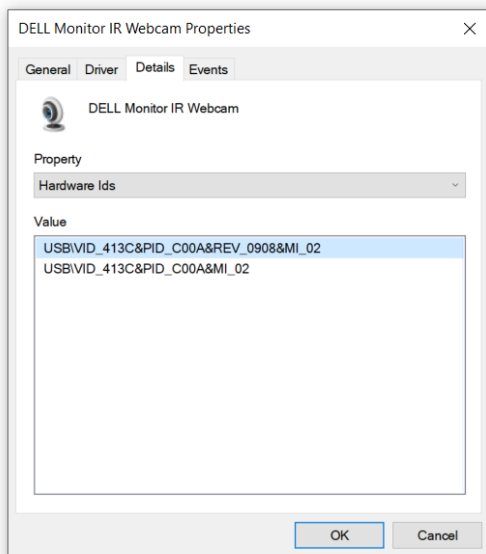 DELL Monitor IR Webcam Properties
General Driver Details Events
DELL Monitor IR Webcam
Property
Hardware Ids
Value
USB\VID_413C&PID_C00A&REV_0908&MI_02
USB\VID_413C&PID_C00A&MI_02
OK Cancel